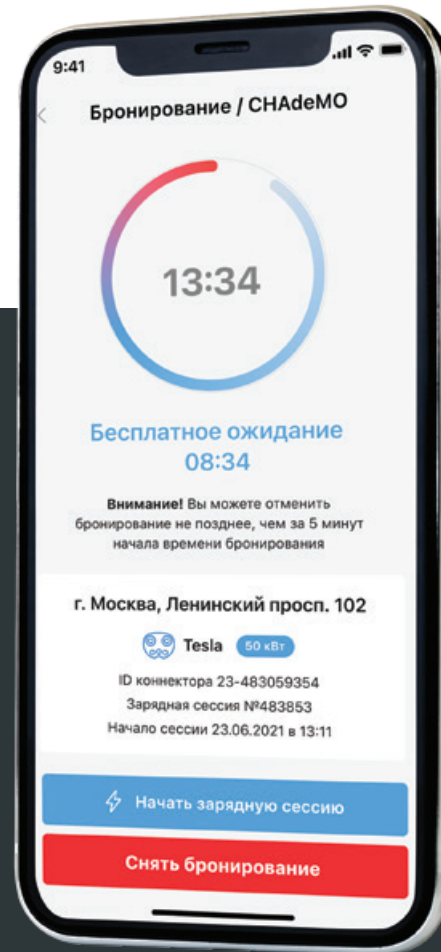 9:41
Бронирование / CHAdeMO
13:34
Бесплатное ожидание
08:34
Внимание! Вы можете отменить
бронирование не позднее, чем за 5 минут
начала времени бронирования
г. Москва, Ленинский просп. 102
Tesla 50 кВт
ID коннектора 23-483059354
Зарядная сессия №483853
Начало сессии 23.06.2021 в 13:11
Начать зарядную сессию
Снять бронирование